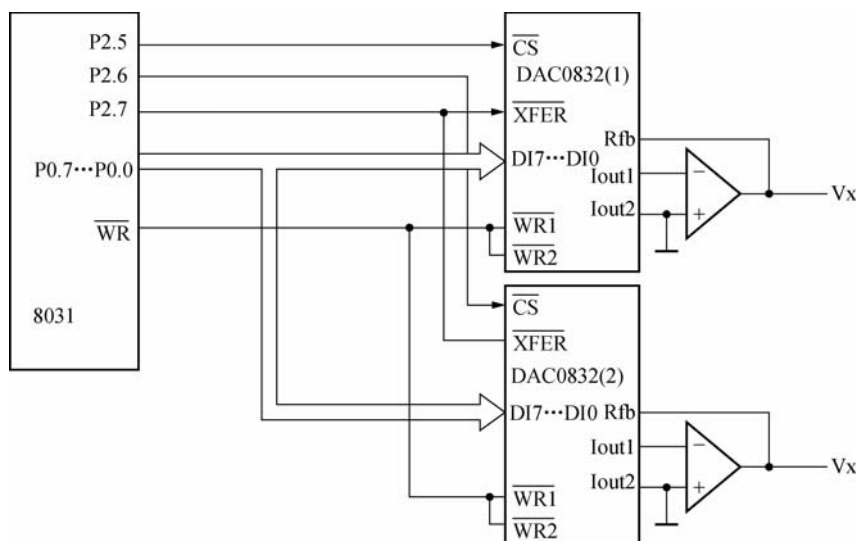 P2.5
P2.6
P2.7
P0.7···P0.0
WR
8031
CS
DAC0832(1)
XFER
Rfb
DI7···DI0
Iout1
Iout2
WR1
WR2
−
+
Vx
CS
XFER
DAC0832(2)
DI7···DI0 Rfb
Iout1
Iout2
WR1
WR2
−
+
Vx